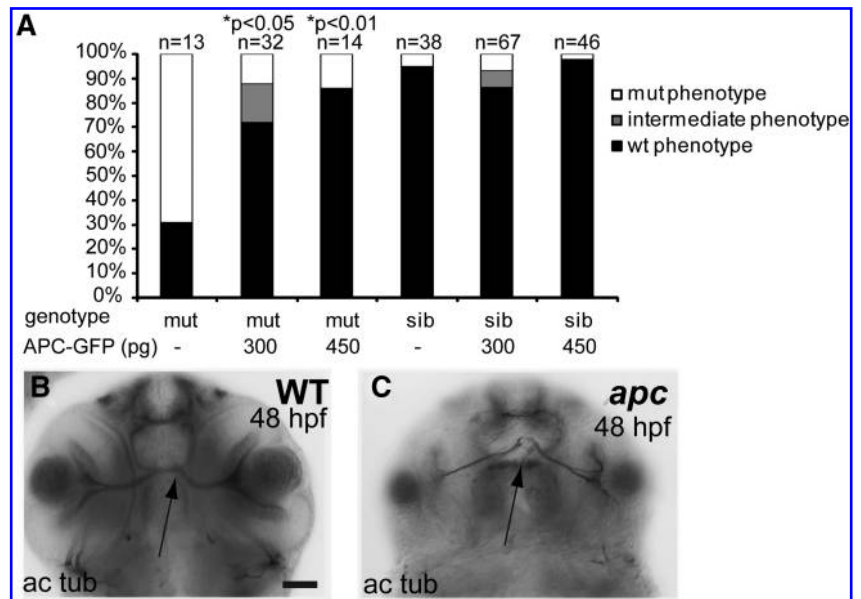 A
*p<0.05 *p<0.01
n=13 n=32 n=14 n=38 n=67 n=46
100%
90%
80%
70%
60%
50%
40%
30%
20%
10%
0%
mut phenotype
intermediate phenotype
wt phenotype
genotype mut mut mut sib sib sib
APC-GFP (pg) - 300 450 - 300 450
B WT
48 hpf
ac tub
C apc
48 hpf
ac tub